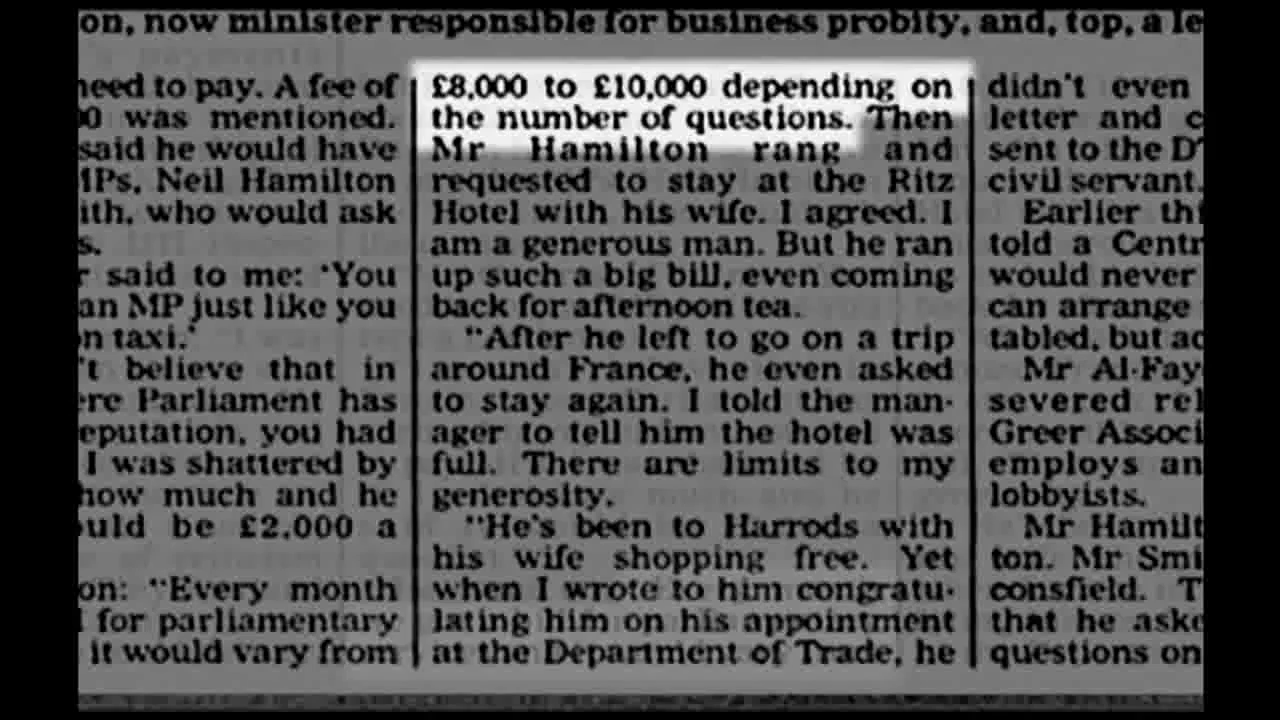 on, now minister responsible for business probity, and, top, a le
need to pay. A fee of
0 was mentioned.
said he would have
MPs, Neil Hamilton
ith, who would ask
s.
r said to me: 'You
an MP just like you
n taxi.'
't believe that in
ere Parliament has
eputation, you had
I was shattered by
how much and he
ould be £2,000 a
on: "Every month
for parliamentary
it would vary from
£8,000 to £10,000 depending on
the number of questions. Then
Mr Hamilton rang and
requested to stay at the Ritz
Hotel with his wife. I agreed. I
am a generous man. But he ran
up such a big bill, even coming
back for afternoon tea.
"After he left to go on a trip
around France, he even asked
to stay again. I told the man-
ager to tell him the hotel was
full. There are limits to my
generosity.
"He's been to Harrods with
his wife shopping free. Yet
when I wrote to him congratu-
lating him on his appointment
at the Department of Trade, he
didn't even
letter and c
sent to the D
civil servant.
Earlier thi
told a Centr
would never
can arrange
tabled, but ac
Mr Al-Fay
severed rel
Greer Associ
employs an
lobbyists.
Mr Hamilt
ton. Mr Smi
consfield. T
that he aske
questions on